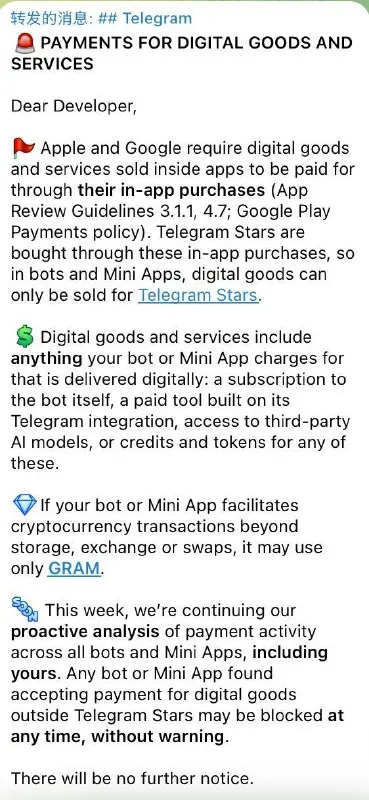 转发的消息: ## Telegram
🚨 PAYMENTS FOR DIGITAL GOODS AND
SERVICES
Dear Developer,
🚩 Apple and Google require digital goods
and services sold inside apps to be paid for
through their in-app purchases (App
Review Guidelines 3.1.1, 4.7; Google Play
Payments policy). Telegram Stars are
bought through these in-app purchases, so
in bots and Mini Apps, digital goods can
only be sold for Telegram Stars.
💲 Digital goods and services include
anything your bot or Mini App charges for
that is delivered digitally: a subscription to
the bot itself, a paid tool built on its
Telegram integration, access to third-party
AI models, or credits and tokens for any of
these.
💎 If your bot or Mini App facilitates
cryptocurrency transactions beyond
storage, exchange or swaps, it may use
only GRAM.
SOON This week, we’re continuing our
proactive analysis of payment activity
across all bots and Mini Apps, including
yours. Any bot or Mini App found
accepting payment for digital goods
outside Telegram Stars may be blocked at
any time, without warning.
There will be no further notice.